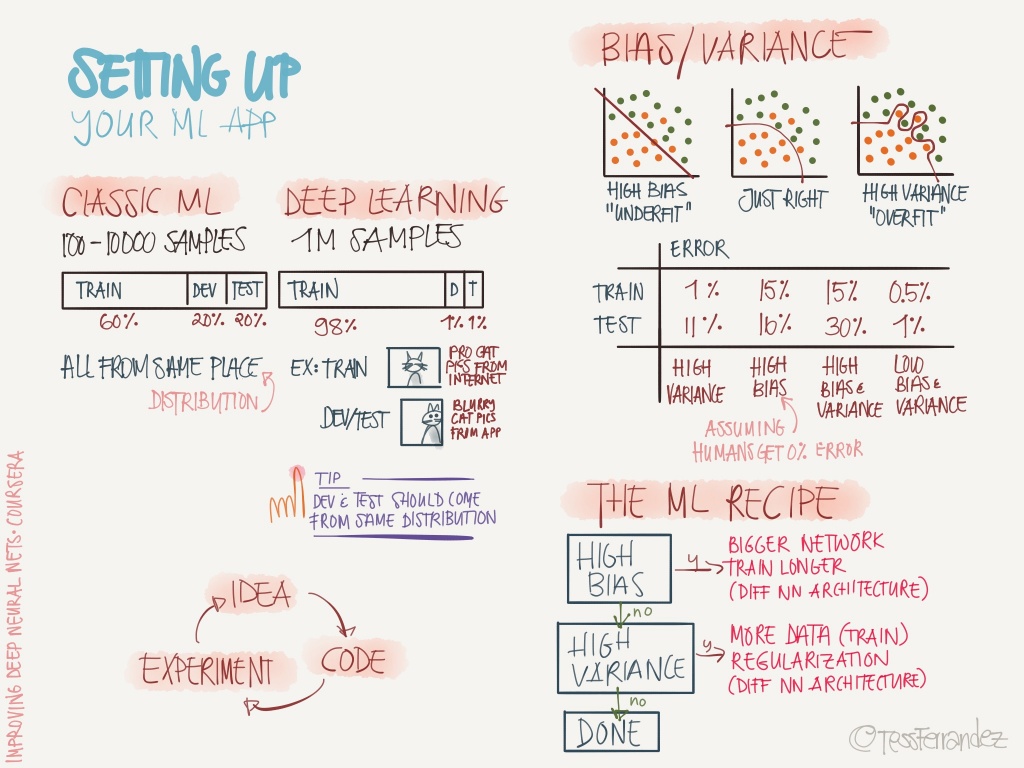 SETTING UP
YOUR ML APP
CLASSIC ML
100-10000 SAMPLES
TRAIN DEV TEST
60% 20% 20%
ALL FROM SAME PLACE
DISTRIBUTION
DEEP LEARNING
1M SAMPLES
TRAIN D T
98% 1% 1%
EX: TRAIN
PRO CAT
PICS FROM
INTERNET
DEV/TEST
BLURRY
CAT PICS
FROM APP
TIP
DEV & TEST SHOULD COME
FROM SAME DISTRIBUTION
IDEA
CODE
EXPERIMENT
IMPROVING DEEP NEURAL NETS • COURSERA
BIAS/VARIANCE
HIGH BIAS
"UNDERFIT"
JUST RIGHT
HIGH VARIANCE
"OVERFIT"
ERROR
TRAIN 1% 15% 15% 0.5%
TEST 11% 16% 30% 1%
HIGH
VARIANCE
HIGH
BIAS
HIGH
BIAS &
VARIANCE
LOW
BIAS &
VARIANCE
ASSUMING
HUMANS GET 0% ERROR
THE ML RECIPE
HIGH
BIAS
y
BIGGER NETWORK
TRAIN LONGER
(DIFF NN ARCHITECTURE)
no
HIGH
VARIANCE
y
MORE DATA (TRAIN)
REGULARIZATION
(DIFF NN ARCHITECTURE)
no
DONE
© TessFerrandez